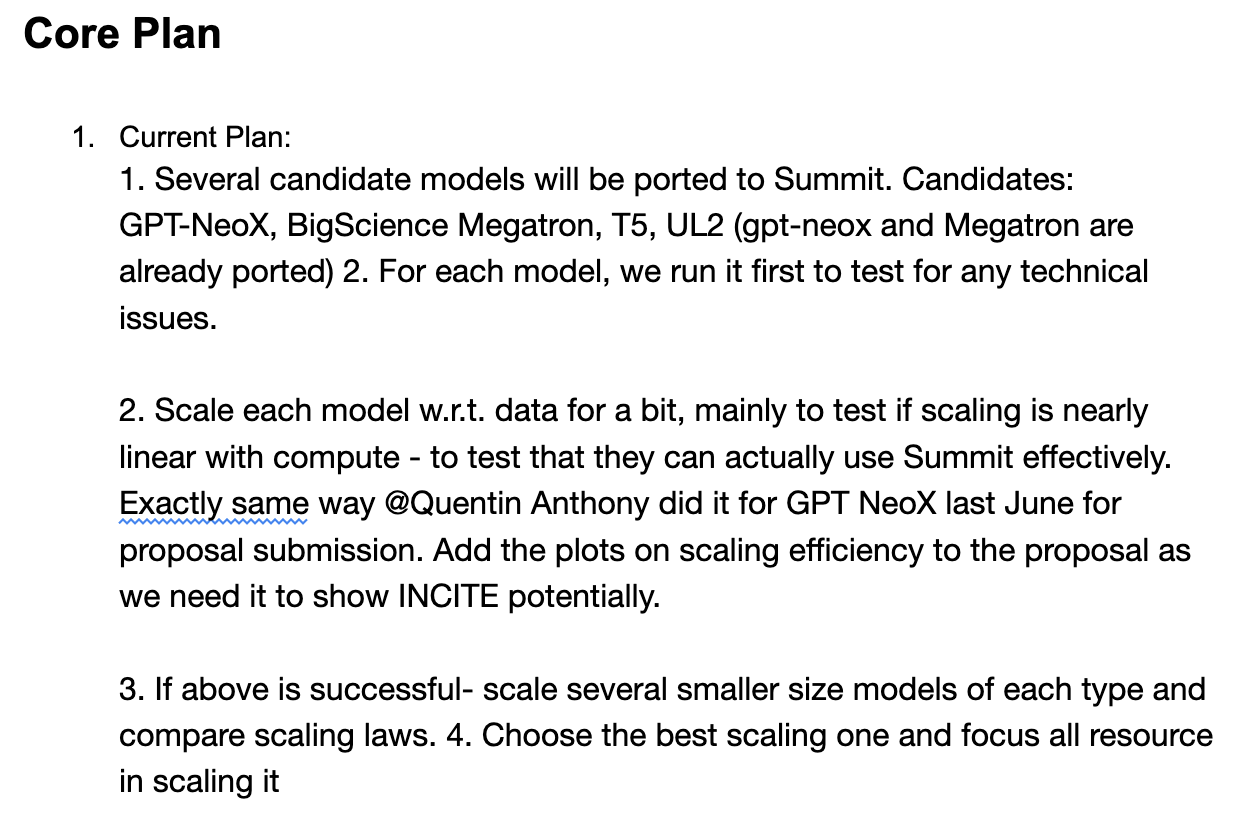 Core Plan
1. Current Plan:
1. Several candidate models will be ported to Summit. Candidates:
GPT-NeoX, BigScience Megatron, T5, UL2 (gpt-neox and Megatron are
already ported) 2. For each model, we run it first to test for any technical
issues.
2. Scale each model w.r.t. data for a bit, mainly to test if scaling is nearly
linear with compute - to test that they can actually use Summit effectively.
Exactly same way @Quentin Anthony did it for GPT NeoX last June for
proposal submission. Add the plots on scaling efficiency to the proposal as
we need it to show INCITE potentially.
3. If above is successful- scale several smaller size models of each type and
compare scaling laws. 4. Choose the best scaling one and focus all resource
in scaling it